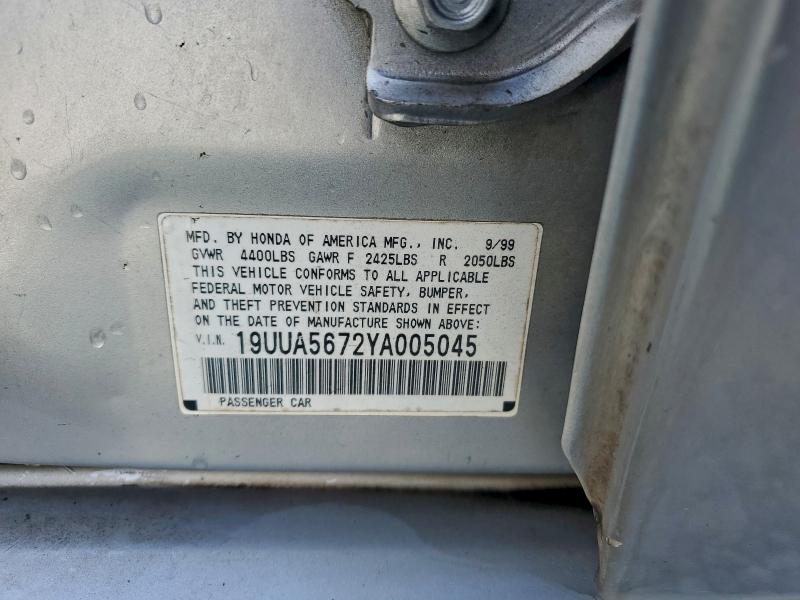 MFD. BY HONDA OF AMERICA MFG., INC. 9/99
GVWR 4400LBS GAWR F 2425LBS R 2050LBS
THIS VEHICLE CONFORMS TO ALL APPLICABLE
FEDERAL MOTOR VEHICLE SAFETY, BUMPER,
AND THEFT PREVENTION STANDARDS IN EFFECT
ON THE DATE OF MANUFACTURE SHOWN ABOVE:
V.I.N. 19UUA5672YA005045
PASSENGER CAR